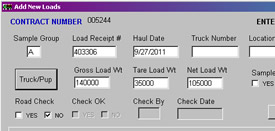 Add New Loads
CONTRACT NUMBER 005244 ENTE
Sample Group Load Receipt # Haul Date Truck Number Location
A 403306 9/27/2011
Truck/Pup
Gross Load Wt Tare Load Wt Net Load Wt Sample
140000 35000 105000
Road Check Check OK Check By Check Date
YES NO YES NO